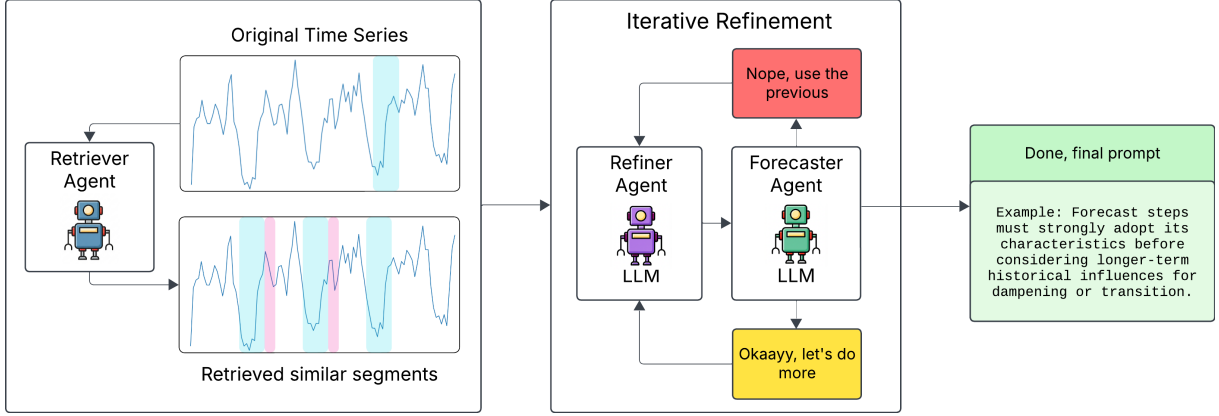 Original Time Series
Retriever
Agent
Retrieved similar segments
Iterative Refinement
Nope, use the
previous
Refiner
Agent
LLM
Forecaster
Agent
LLM
Okaayy, let's do
more
Done, final prompt
Example: Forecast steps
must strongly adopt its
characteristics before
considering longer-term
historical influences for
dampening or transition.